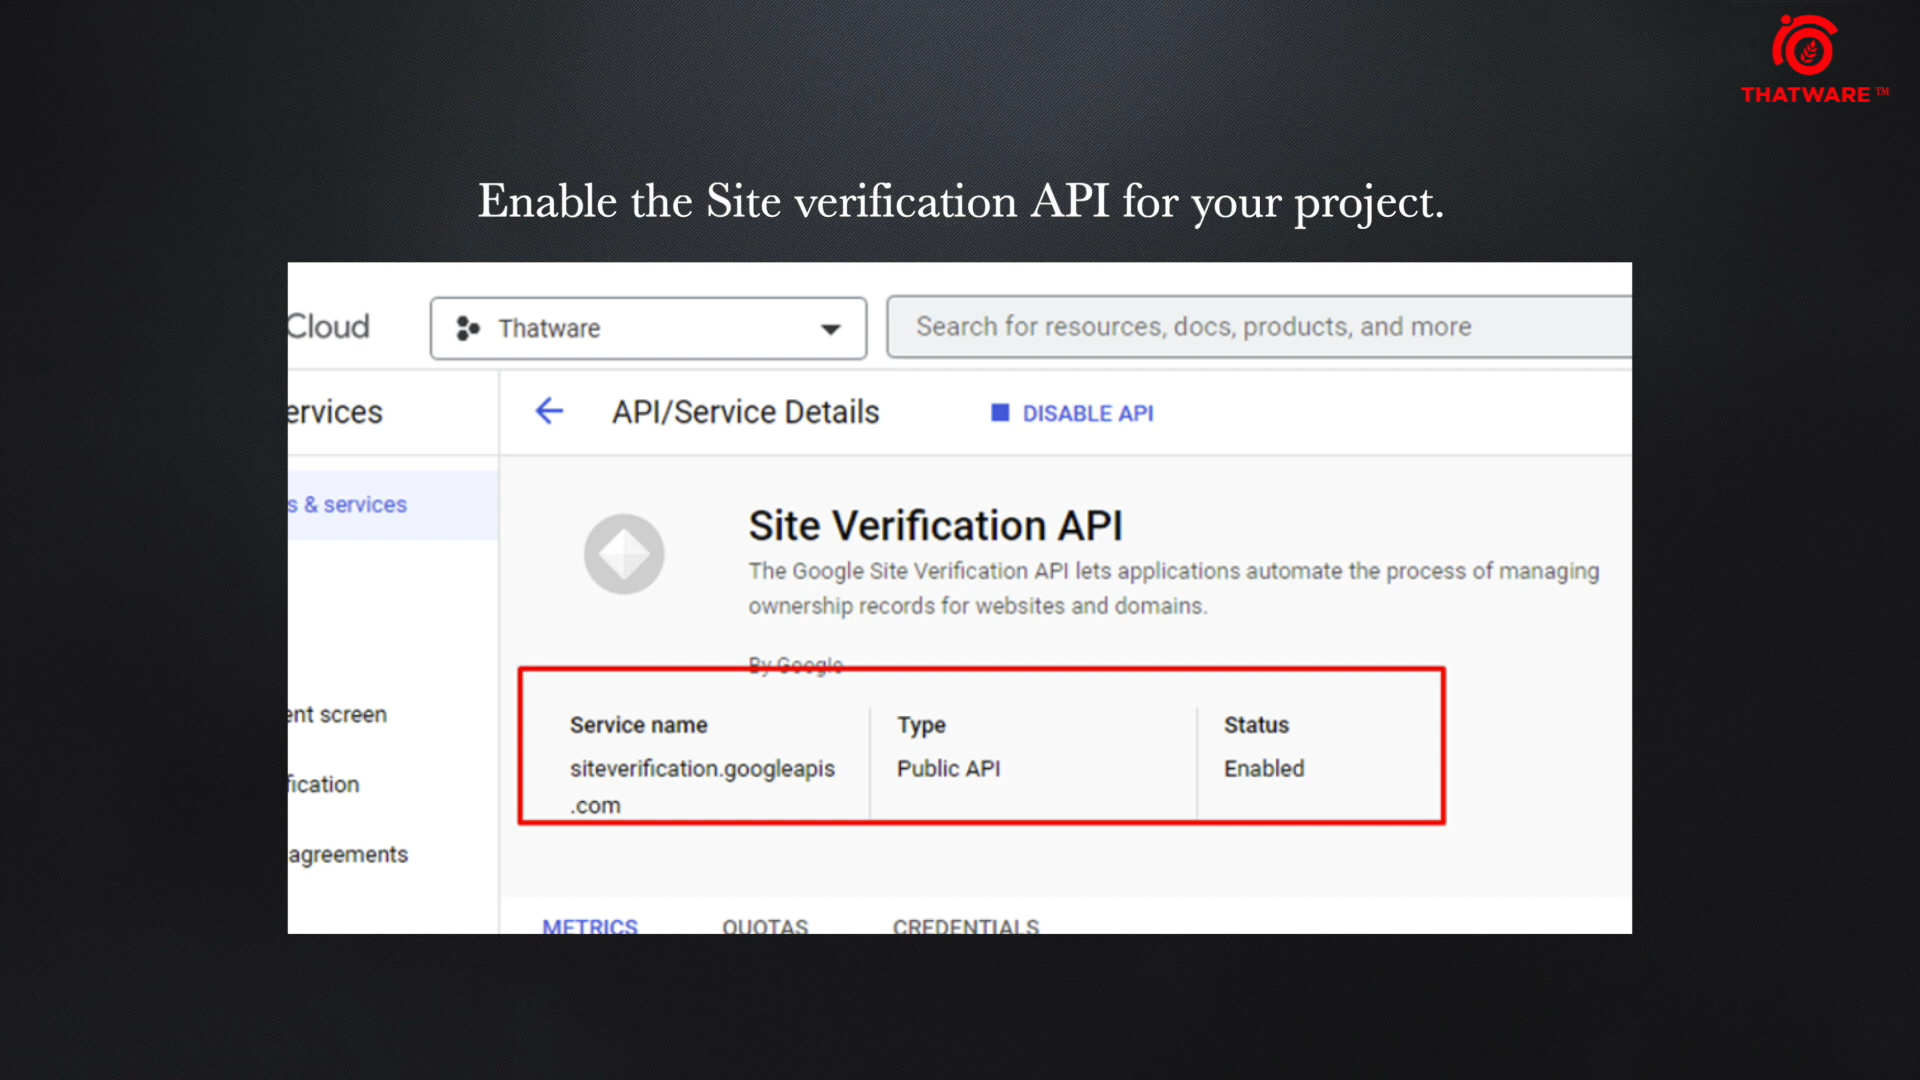 THATWARE™
Enable the Site verification API for your project.
Cloud
Thatware
Search for resources, docs, products, and more
ervices
API/Service Details
DISABLE API
s & services
Site Verification API
The Google Site Verification API lets applications automate the process of managing
ownership records for websites and domains.
By Google
Service name
siteverification.googleapis
.com
Type
Public API
Status
Enabled
ent screen
fication
agreements
METRICS
QUOTAS
CREDENTIALS